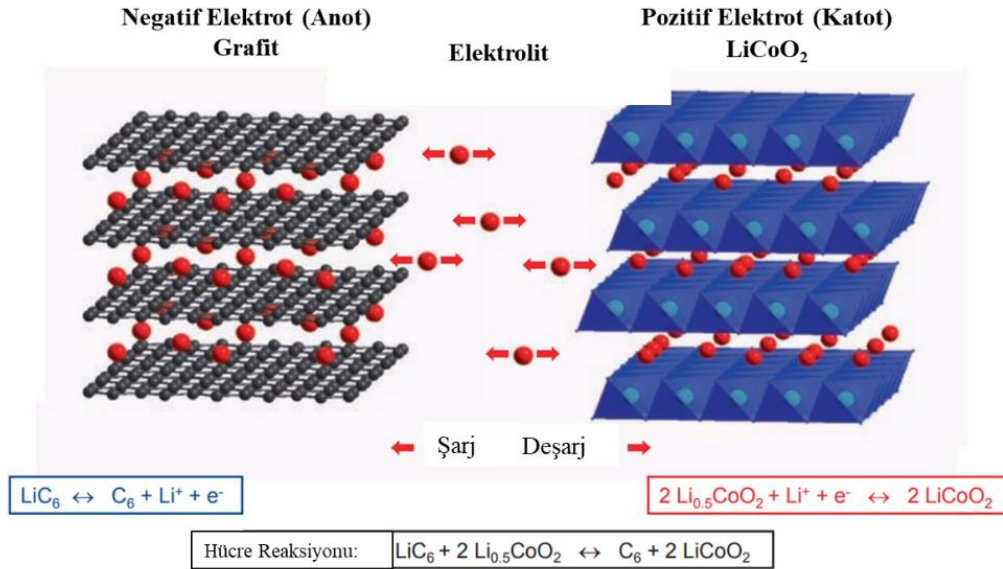 Negatif Elektrot (Anot)
Grafit
Elektrolit
Pozitif Elektrot (Katot)
LiCoO₂
Şarj
Deşarj
LiC₆ ↔ C₆ + Li⁺ + e⁻
2 Li₀.₅CoO₂ + Li⁺ + e⁻ ↔ 2 LiCoO₂
Hücre Reaksiyonu: LiC₆ + 2 Li₀.₅CoO₂ ↔ C₆ + 2 LiCoO₂